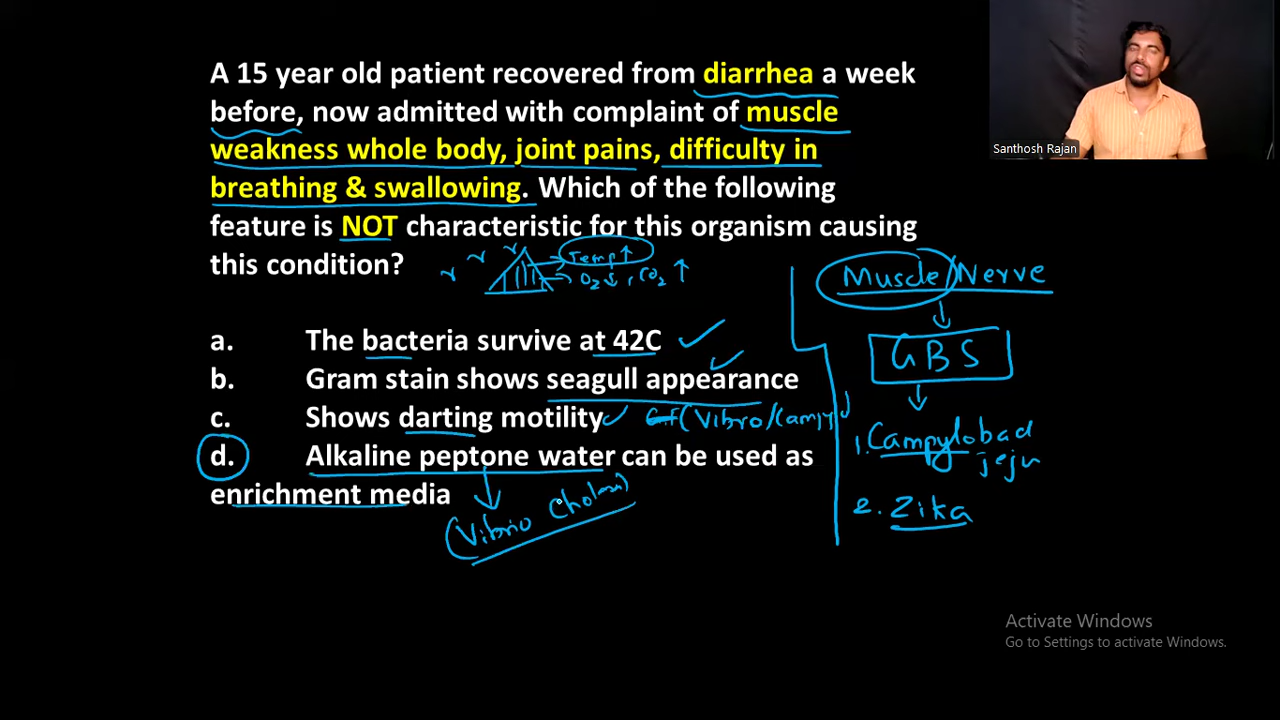 Santhosh Rajan
A 15 year old patient recovered from diarrhea a week
before, now admitted with complaint of muscle
weakness whole body, joint pains, difficulty in
breathing & swallowing. Which of the following
feature is NOT characteristic for this organism causing
this condition?
Temp ↑
O2 ↓, CO2 ↑
Muscle/Nerve
GBS
1. Campylobad
jeju
2. Zika
a. The bacteria survive at 42C
b. Gram stain shows seagull appearance
c. Shows darting motility
(Vibro/Campy)
d. Alkaline peptone water can be used as
enrichment media
(Vibrio
Activate Windows
Go to Settings to activate Windows.